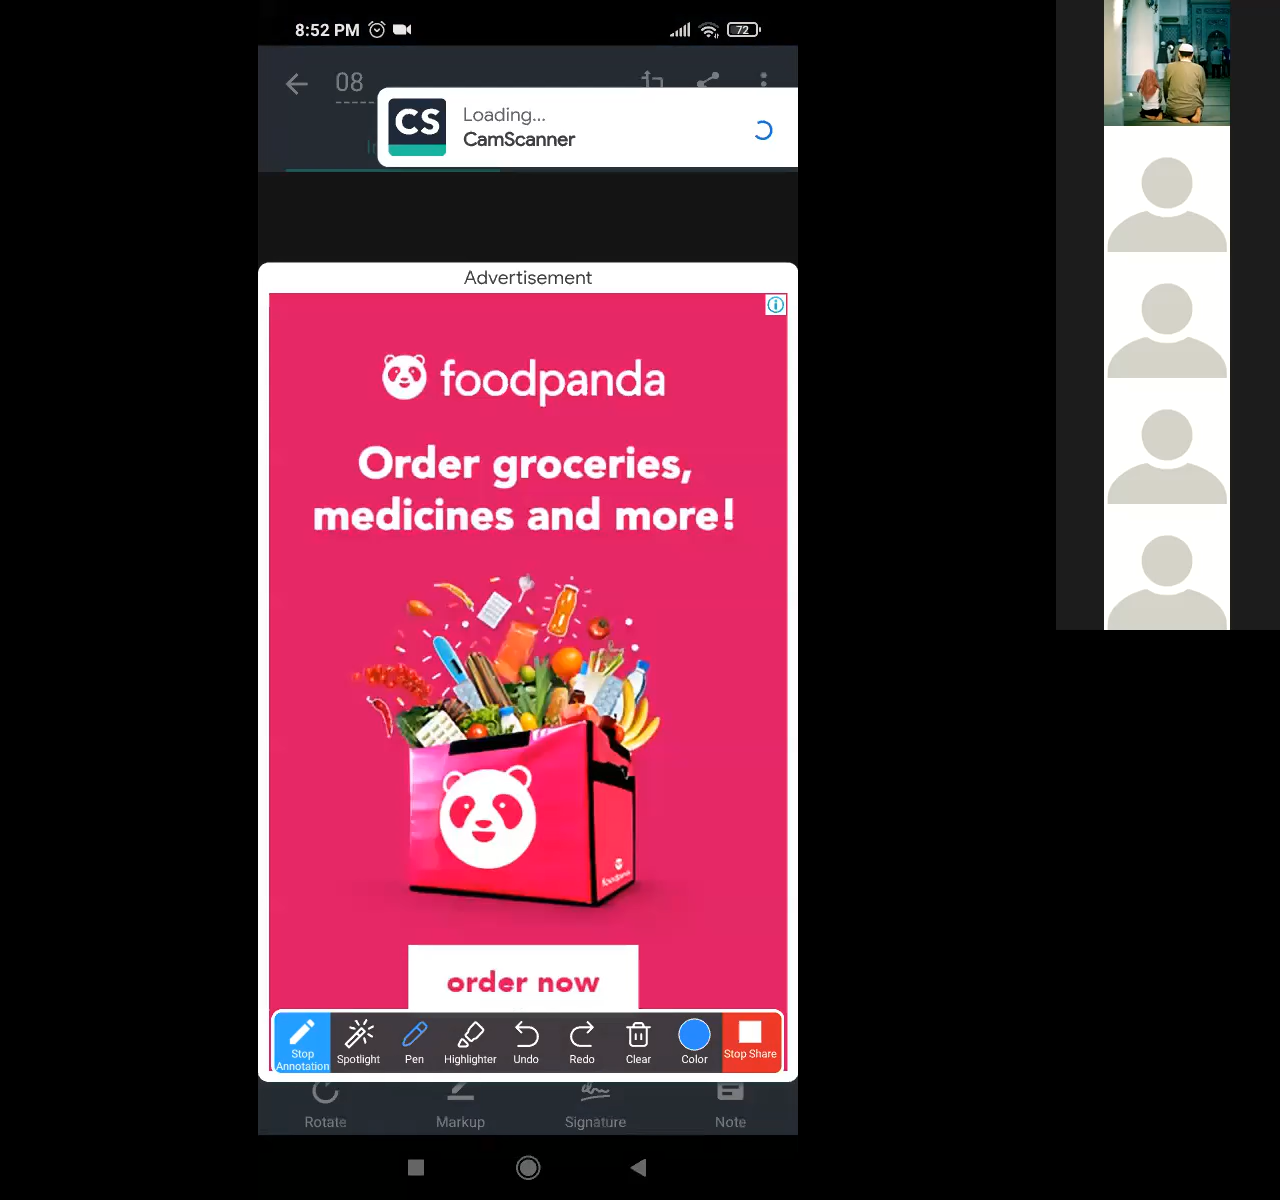 8:52 PM
72
08
Loading...
CamScanner
Advertisement
foodpanda
Order groceries,
medicines and more!
foodpanda
order now
Stop Annotation
Spotlight
Pen
Highlighter
Undo
Redo
Clear
Color
Stop Share
Rotate
Markup
Signature
Note